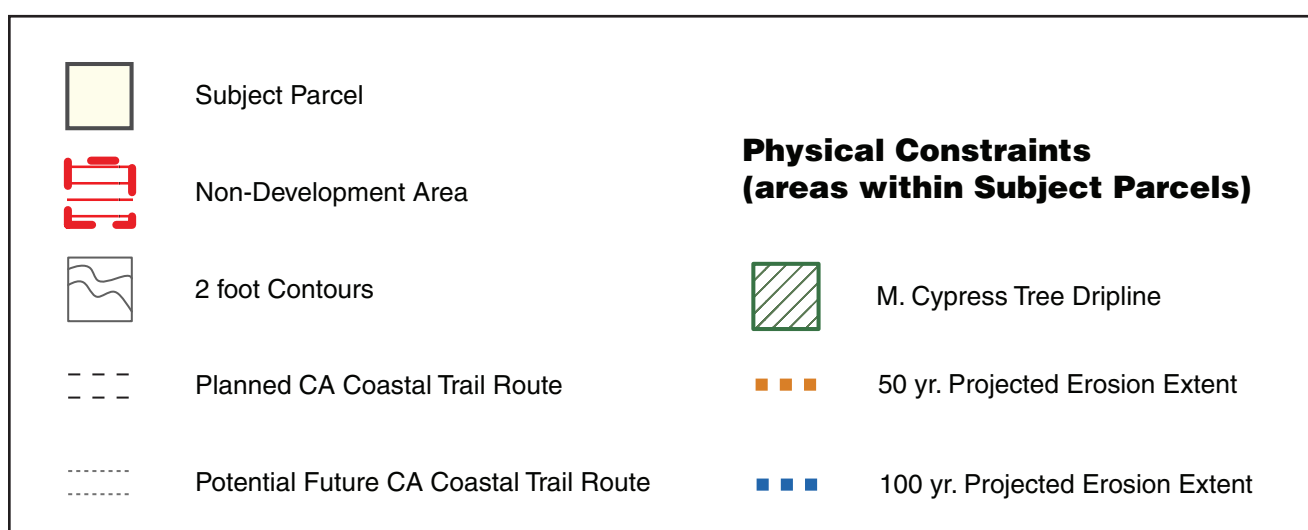 Subject Parcel
Non-Development Area
2 foot Contours
Planned CA Coastal Trail Route
Potential Future CA Coastal Trail Route
Physical Constraints
(areas within Subject Parcels)
M. Cypress Tree Dripline
50 yr. Projected Erosion Extent
100 yr. Projected Erosion Extent